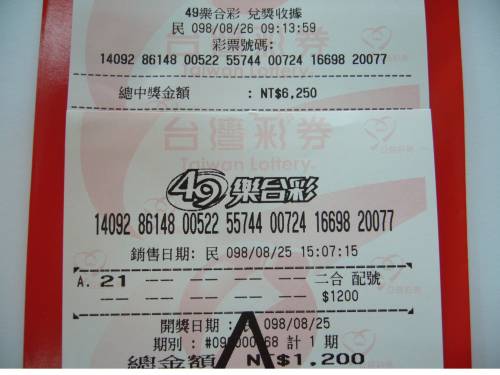 49樂合彩 兌獎收據
民 098/08/26 09:13:59
彩票號碼:
14092 86148 00522 55744 00724 16698 20077
總中獎金額 : NT$6,250
台灣彩券
Taiwan Lottery.
49 樂合彩
14092 86148 00522 55744 00724 16698 20077
銷售日期: 民 098/08/25 15:07:15
A. 21 -- -- -- -- -- 二合 配號
-- -- -- -- -- -- $1200
開獎日期: 098/08/25
期別: 68 計 1 期
總金額 NT$1,200